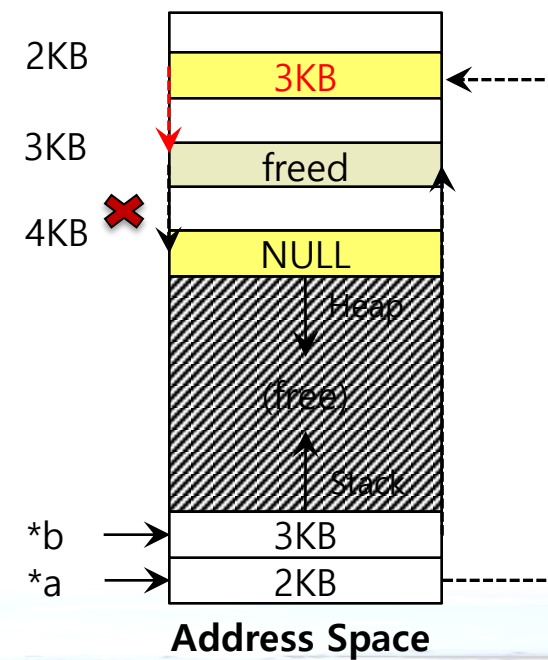 2KB
3KB
3KB
freed
4KB
NULL
Heap
(free)
Stack
*b
3KB
*a
2KB
Address Space